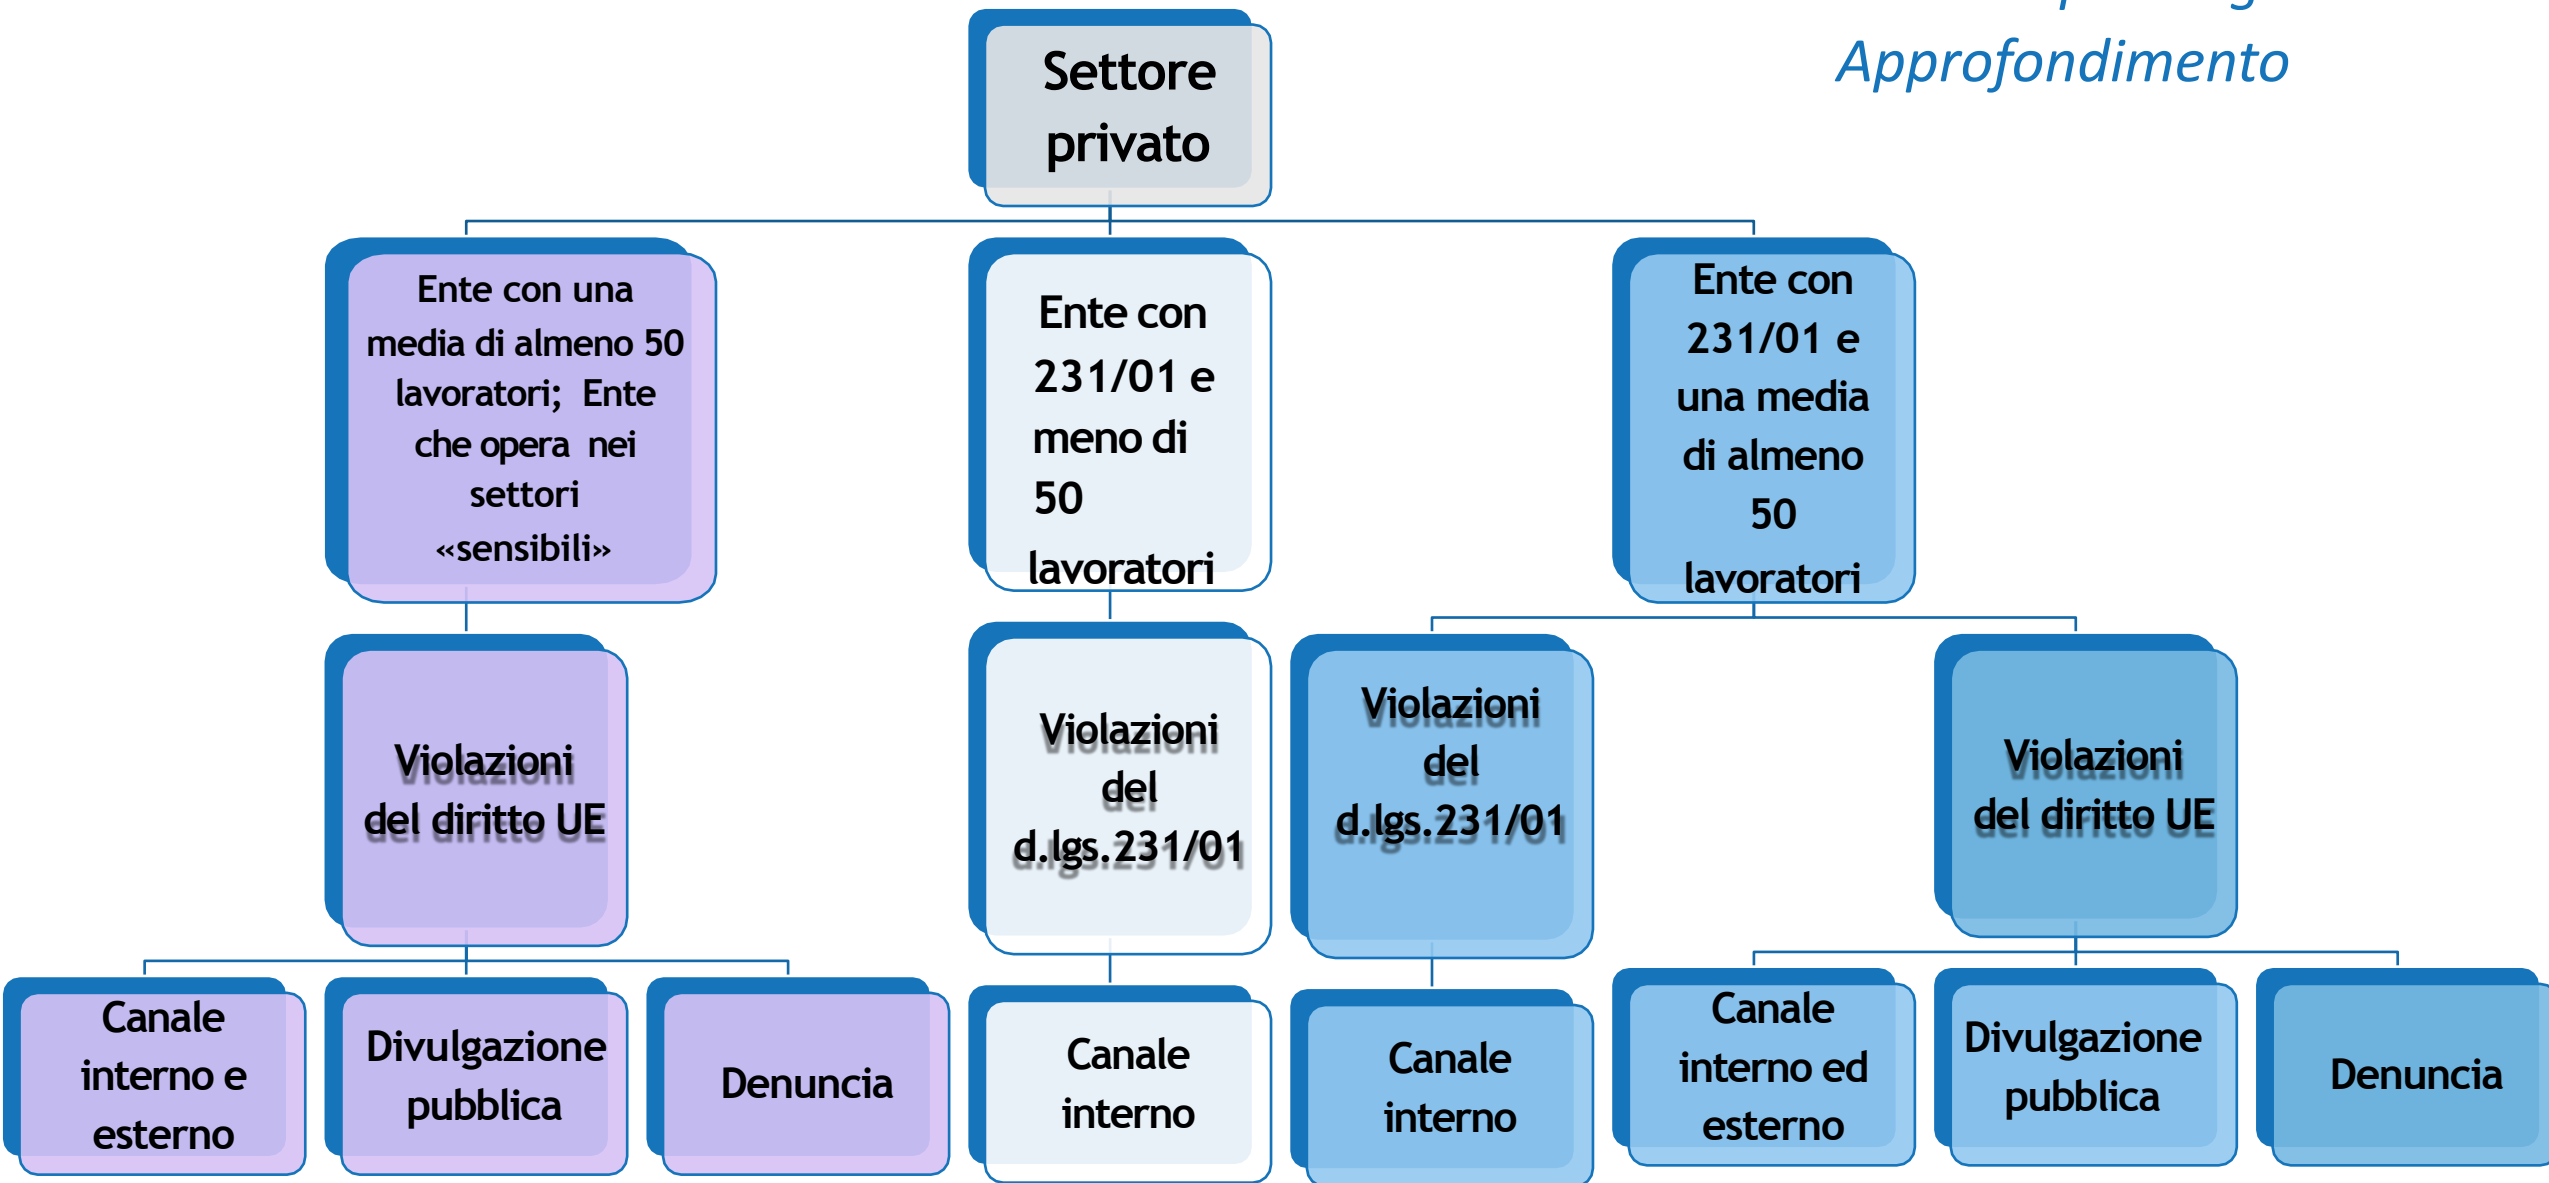 Approfondimento
Settore
privato
Ente con una
media di almeno 50
lavoratori; Ente
che opera nei
settori
«sensibili»
Ente con
231/01 e
meno di
50
lavoratori
Ente con
231/01 e
una media
di almeno
50
lavoratori
Violazioni
del diritto UE
Violazioni
del
d.lgs.231/01
Violazioni
del
d.lgs.231/01
Violazioni
del diritto UE
Canale
interno e
esterno
Divulgazione
pubblica
Denuncia
Canale
interno
Canale
interno
Canale
interno ed
esterno
Divulgazione
pubblica
Denuncia